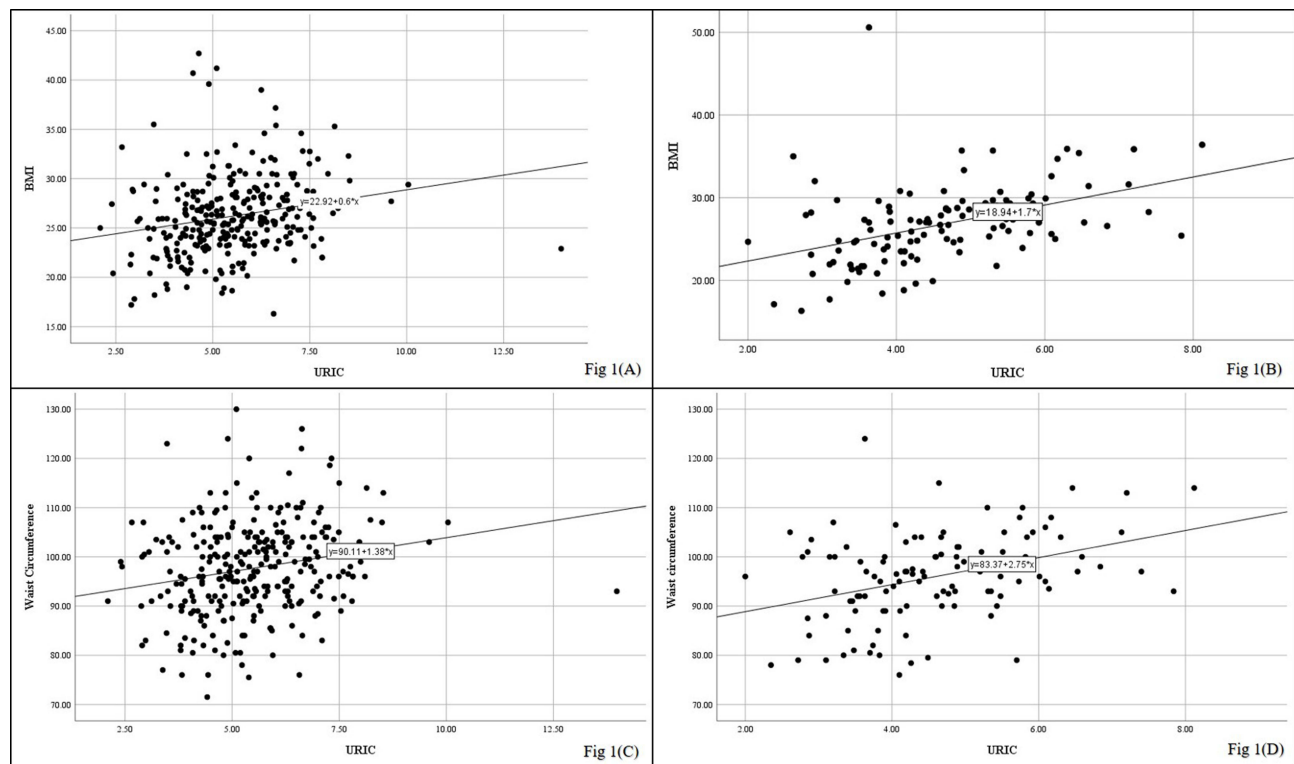 45.00
40.00
35.00
30.00
25.00
20.00
15.00
BMI
y=22.92+0.6*x
2.50 5.00 7.50 10.00 12.50
URIC
Fig 1(A)
50.00
40.00
30.00
20.00
BMI
y=18.94+1.7*x
2.00 4.00 6.00 8.00
URIC
Fig 1(B)
130.00
120.00
110.00
100.00
90.00
80.00
70.00
Waist Circumference
y=90.11+1.38*x
2.50 5.00 7.50 10.00 12.50
URIC
Fig 1(C)
130.00
120.00
110.00
100.00
90.00
80.00
70.00
Waist circumference
y=83.37+2.75*x
2.00 4.00 6.00 8.00
URIC
Fig 1(D)